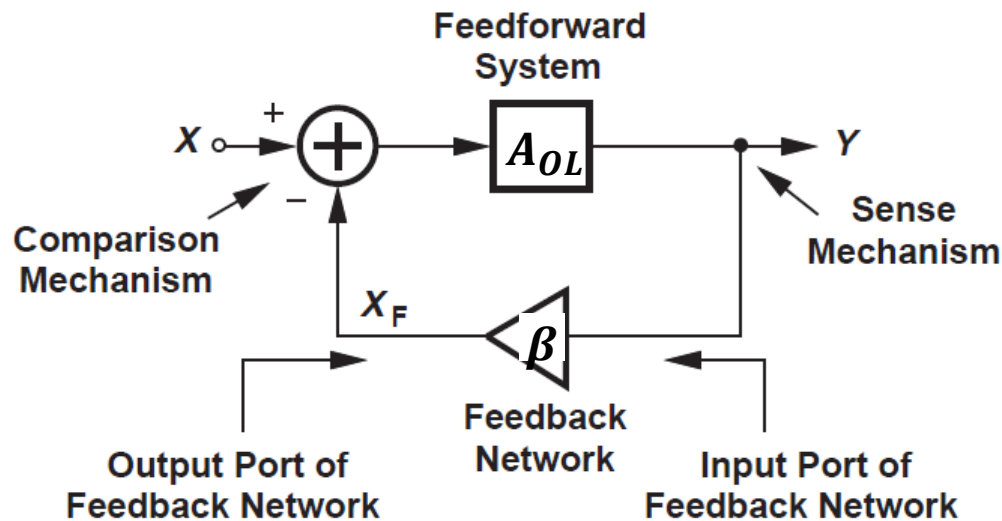 Feedforward
System
+
X
+
A_OL
Y
−
Comparison
Mechanism
Sense
Mechanism
X_F
β
Feedback
Network
Output Port of
Feedback Network
Input Port of
Feedback Network